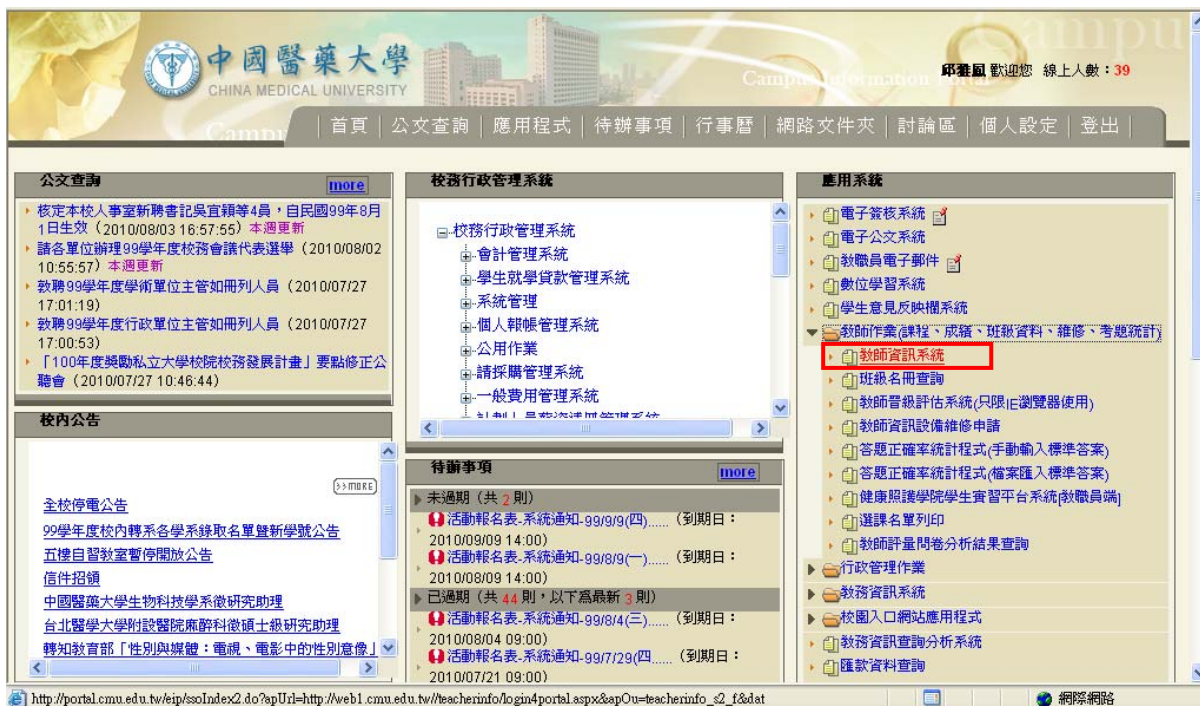 中國醫藥大學
CHINA MEDICAL UNIVERSITY
邱雅鳳 歡迎您 線上人數：39
首頁 | 公文查詢 | 應用程式 | 待辦事項 | 行事曆 | 網路文件夾 | 討論區 | 個人設定 | 登出 |
公文查詢 more
核定本校人事室新聘書記吳宜穎等4員，自民國99年8月
1日生效（2010/08/03 16:57:55）本週更新
請各單位辦理99學年度校務會議代表選舉（2010/08/02
10:55:57）本週更新
敦聘99學年度學術單位主管如冊列人員（2010/07/27
17:01:19）
敦聘99學年度行政單位主管如冊列人員（2010/07/27
17:00:53）
「100年度獎勵私立大學校院校務發展計畫」要點修正公
聽會（2010/07/27 10:46:44）
校內公告
>>MORE
全校停電公告
99學年度校內轉系各學系錄取名單暨新學號公告
五樓自習教室暫停開放公告
信件招領
中國醫藥大學生物科技學系徵研究助理
台北醫學大學附設醫院麻醉科徵碩士級研究助理
轉知教育部「性別與媒體：電視、電影中的性別意像」
校務行政管理系統
校務行政管理系統
會計管理系統
學生就學貸款管理系統
系統管理
個人報帳管理系統
公用作業
請採購管理系統
一般費用管理系統
待辦事項 more
未過期（共 2 則）
活動報名表-系統通知-99/9/9(四)......（到期日：
2010/09/09 14:00)
活動報名表-系統通知-99/8/9(一)......（到期日：
2010/08/09 14:00)
已過期（共 44 則，以下為最新 3 則）
活動報名表-系統通知-99/8/4(三)......（到期日：
2010/08/04 09:00)
活動報名表-系統通知-99/7/29(四......（到期日：
2010/07/21 09:00)
應用系統
電子簽核系統
電子公文系統
教職員電子郵件
數位學習系統
學生意見反映欄系統
教師作業(課程、成績、班級資料、維修、考題統計)
教師資訊系統
班級名冊查詢
教師晉級評估系統(只限IE瀏覽器使用)
教師資訊設備維修申請
答題正確率統計程式(手動輸入標準答案)
答題正確率統計程式(檔案匯入標準答案)
健康照護學院學生實習平台系統[教職員端]
選課名單列印
教師評量問卷分析結果查詢
行政管理作業
教務資訊系統
校園入口網站應用程式
教務資訊查詢分析系統
匯款資料查詢
http://portal.cmu.edu.tw/eip/ssoIndex2.do?apUrl=http://web1.cmu.edu.tw//teacherinfo/login4portal.aspx&apOu=teacherinfo_s2_f&dat
網際網路